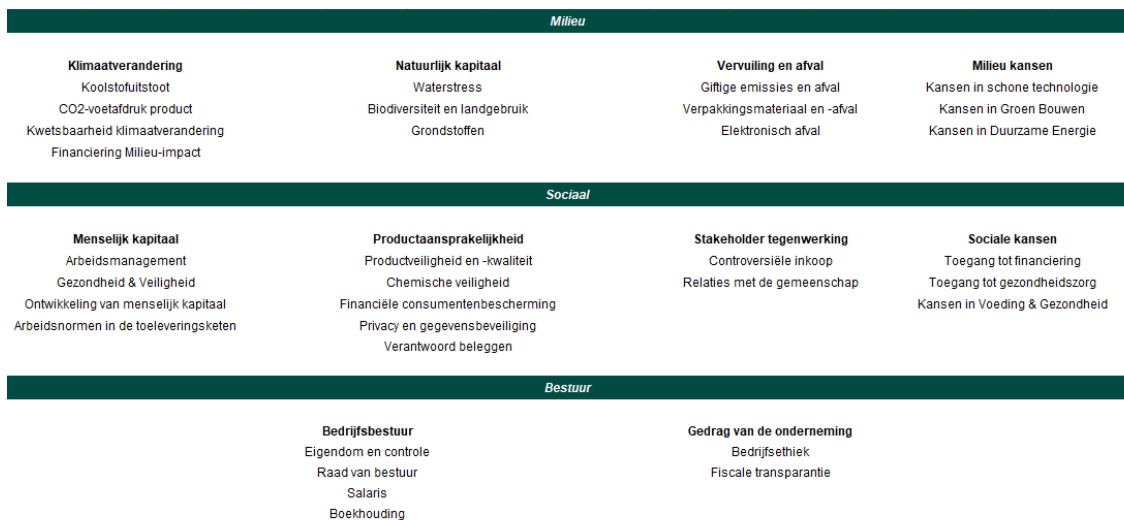 Milieu
Klimaatverandering
Koolstofuitstoot
CO2-voetafdruk product
Kwetsbaarheid klimaatverandering
Financiering Milieu-impact
Natuurlijk kapitaal
Waterstress
Biodiversiteit en landgebruik
Grondstoffen
Vervuiling en afval
Giftige emissies en afval
Verpakkingsmateriaal en -afval
Elektronisch afval
Milieu kansen
Kansen in schone technologie
Kansen in Groen Bouwen
Kansen in Duurzame Energie
Sociaal
Menselijk kapitaal
Arbeidsmanagement
Gezondheid & Veiligheid
Ontwikkeling van menselijk kapitaal
Arbeidsnormen in de toeleveringsketen
Productaansprakelijkheid
Productveiligheid en -kwaliteit
Chemische veiligheid
Financiële consumentenbescherming
Privacy en gegevensbeveiliging
Verantwoord beleggen
Stakeholder tegenwerking
Controversiële inkoop
Relaties met de gemeenschap
Sociale kansen
Toegang tot financiering
Toegang tot gezondheidszorg
Kansen in Voeding & Gezondheid
Bestuur
Bedrijfsbestuur
Eigendom en controle
Raad van bestuur
Salaris
Boekhouding
Gedrag van de onderneming
Bedrijfsethiek
Fiscale transparantie